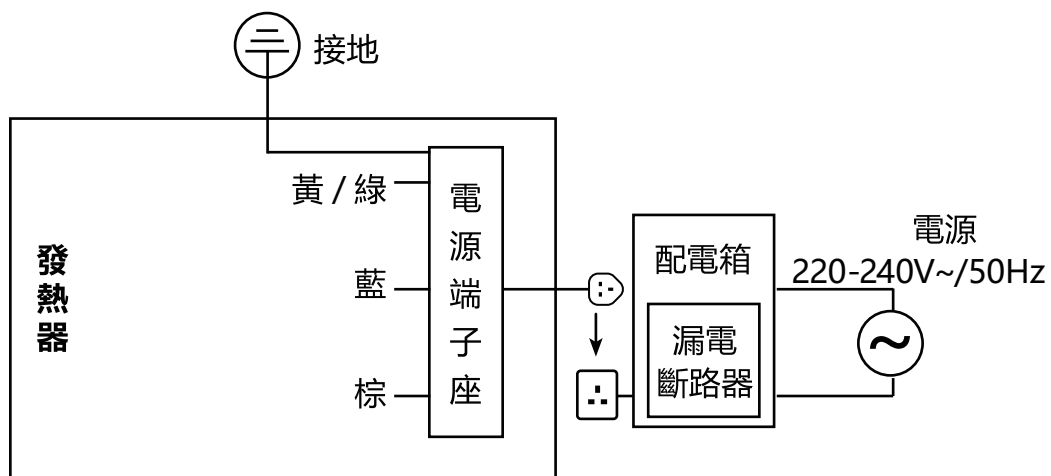 接地
黃 / 綠
藍
棕
發熱器
電源端子座
配電箱
漏電
斷路器
電源
220-240V~/50Hz
~